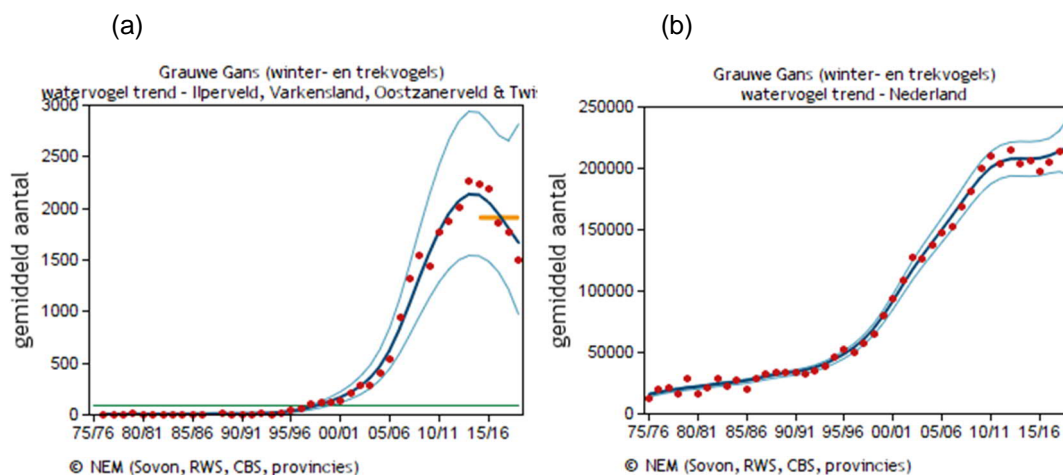 (a)
(b)
Grauwe Gans (winter- en trekvogels)
watervogel trend - Ilperveld, Varkensland, Oostzanerveld & Twis
gemiddeld aantal
3000
2500
2000
1500
1000
500
0
75/76 80/81 85/86 90/91 95/96 00/01 05/06 10/11 15/16
© NEM (Sovon, RWS, CBS, provincies)
Grauwe Gans (winter- en trekvogels)
watervogel trend - Nederland
gemiddeld aantal
250000
200000
150000
100000
50000
0
75/76 80/81 85/86 90/91 95/96 00/01 05/06 10/11 15/16
© NEM (Sovon, RWS, CBS, provincies)